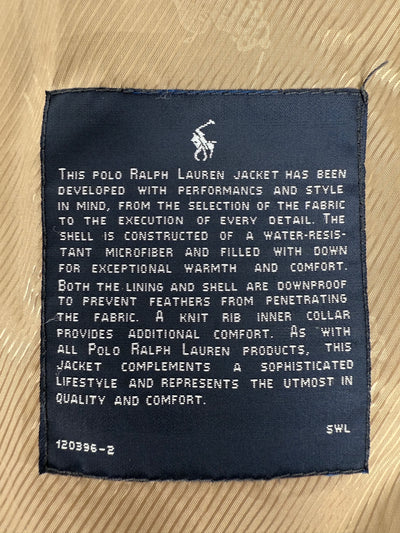 THIS POLO RALPH LAUREN JACKET HAS BEEN
DEVELOPED WITH PERFORMANCS AND STYLE
IN MIND, FROM THE SELECTION OF THE FABRIC
TO THE EXECUTION OF EVERY DETAIL. THE
SHELL IS CONSTRUCTED OF A WATER-RESIS-
TANT MICROFIBER AND FILLED WITH DOWN
FOR EXCEPTIONAL WARMTH AND COMFORT.
BOTH THE LINING AND SHELL ARE DOWNPROOF
TO PREVENT FEATHERS FROM PENETRATING
THE FABRIC. A KNIT RIB INNER COLLAR
PROVIDES ADDITIONAL COMFORT. AS WITH
ALL POLO RALPH LAUREN PRODUCTS, THIS
JACKET COMPLEMENTS A SOPHISTICATED
LIFESTYLE AND REPRESENTS THE UTMOST IN
QUALITY AND COMFORT.
SWL
120396-2